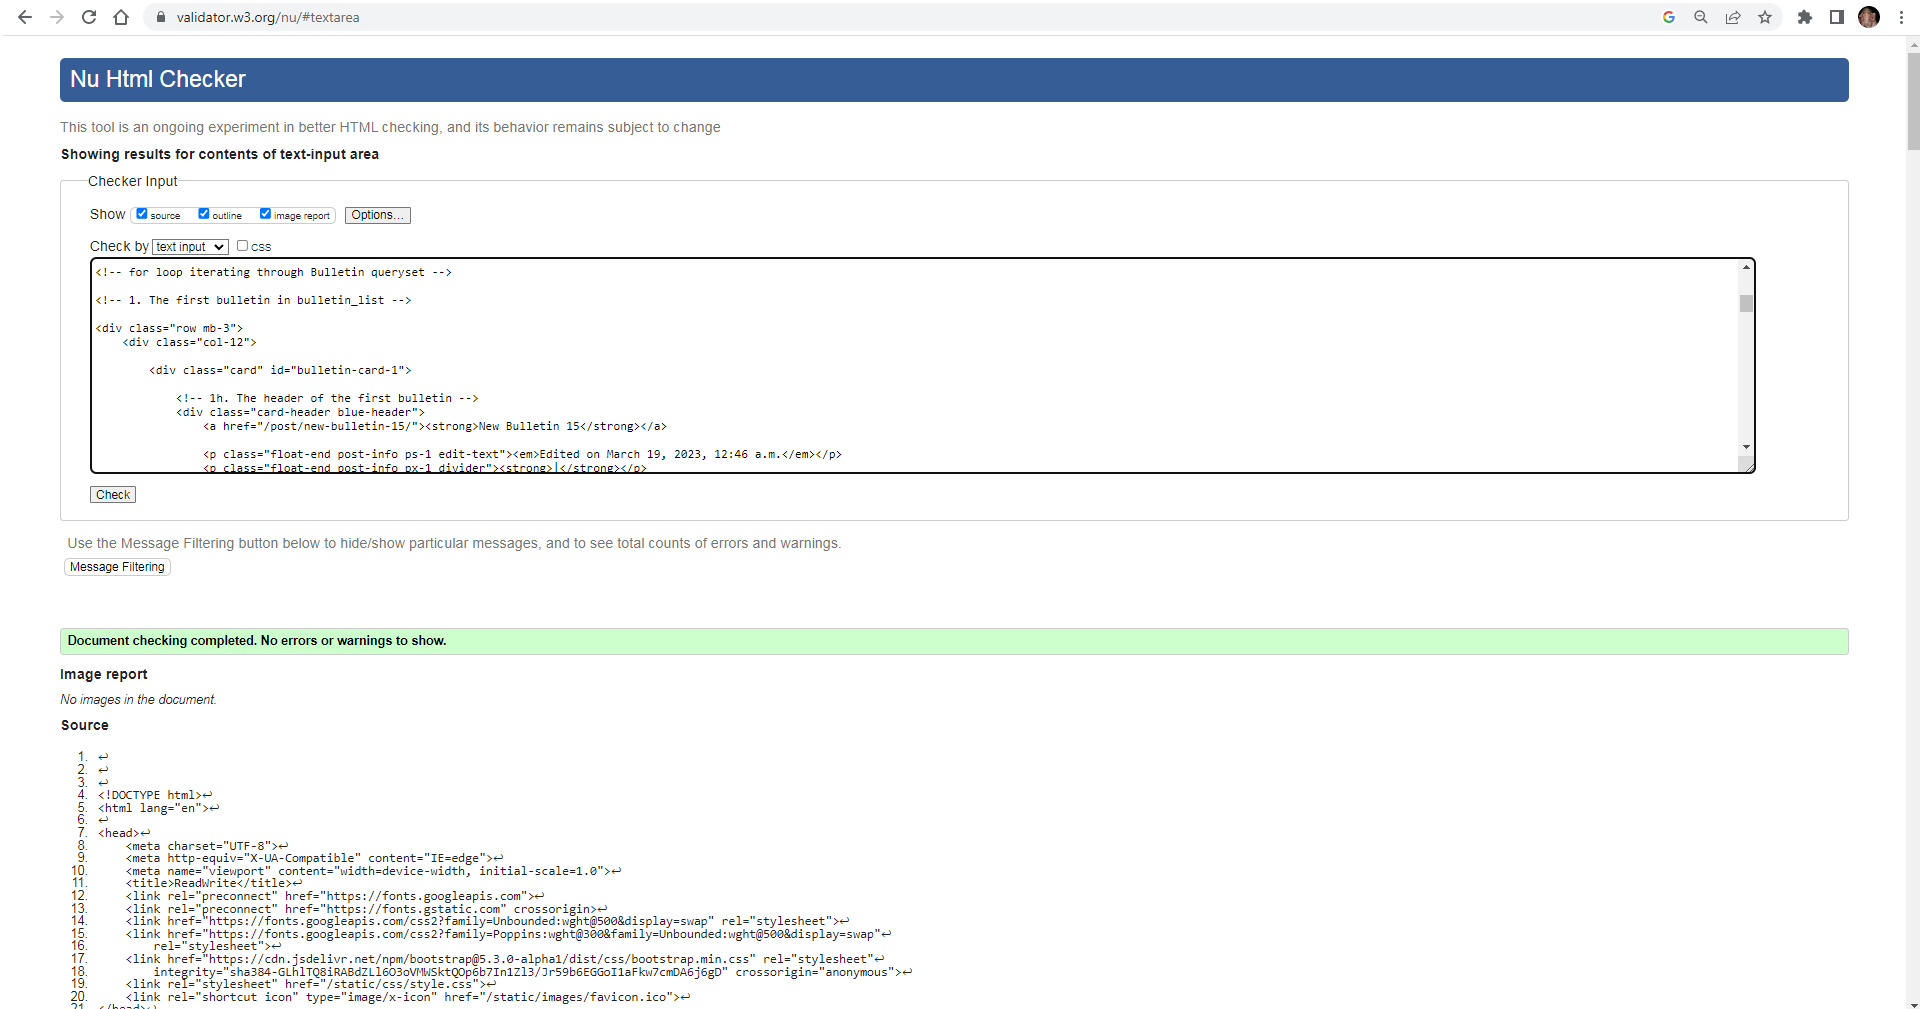 validator.w3.org/nu/#textarea
Nu Html Checker
This tool is an ongoing experiment in better HTML checking, and its behavior remains subject to change
Showing results for contents of text-input area
Checker Input
Show source outline image report Options...
Check by text input css
<!-- for loop iterating through Bulletin queryset -->
<!-- 1. The first bulletin in bulletin_list -->
<div class="row mb-3">
<div class="col-12">
<div class="card" id="bulletin-card-1">
<!-- 1h. The header of the first bulletin -->
<div class="card-header blue-header">
<a href="/post/new-bulletin-15/"><strong>New Bulletin 15</strong></a>
<p class="float-end post-info ps-1 edit-text"><em>Edited on March 19, 2023, 12:46 a.m.</em></p>
<p class="float-end post-info px-1 divider"><strong>|</strong></p>
Check
Use the Message Filtering button below to hide/show particular messages, and to see total counts of errors and warnings.
Message Filtering
Document checking completed. No errors or warnings to show.
Image report
No images in the document.
Source
1. ↩
2. ↩
3. ↩
4. <!DOCTYPE html>↩
5. <html lang="en">↩
6. ↩
7. <head>↩
8. <meta charset="UTF-8">↩
9. <meta http-equiv="X-UA-Compatible" content="IE=edge">↩
10. <meta name="viewport" content="width=device-width, initial-scale=1.0">↩
11. <title>ReadWrite</title>↩
12. <link rel="preconnect" href="https://fonts.googleapis.com">↩
13. <link rel="preconnect" href="https://fonts.gstatic.com" crossorigin>↩
14. <link href="https://fonts.googleapis.com/css2?family=Unbounded:wght@500&display=swap" rel="stylesheet">↩
15. <link href="https://fonts.googleapis.com/css2?family=Poppins:wght@300&family=Unbounded:wght@500&display=swap"↩
16. rel="stylesheet">↩
17. <link href="https://cdn.jsdelivr.net/npm/bootstrap@5.3.0-alpha1/dist/css/bootstrap.min.css" rel="stylesheet"↩
18. integrity="sha384-GLhlTQ8iRABdZLl6O3oVMWSktQOp6b7In1Zl3/Jr59b6EGGoI1aFkw7cmDA6j6gD" crossorigin="anonymous">↩
19. <link rel="stylesheet" href="/static/css/style.css">↩
20. <link rel="shortcut icon" type="image/x-icon" href="/static/images/favicon.ico">↩
21. </head>↩